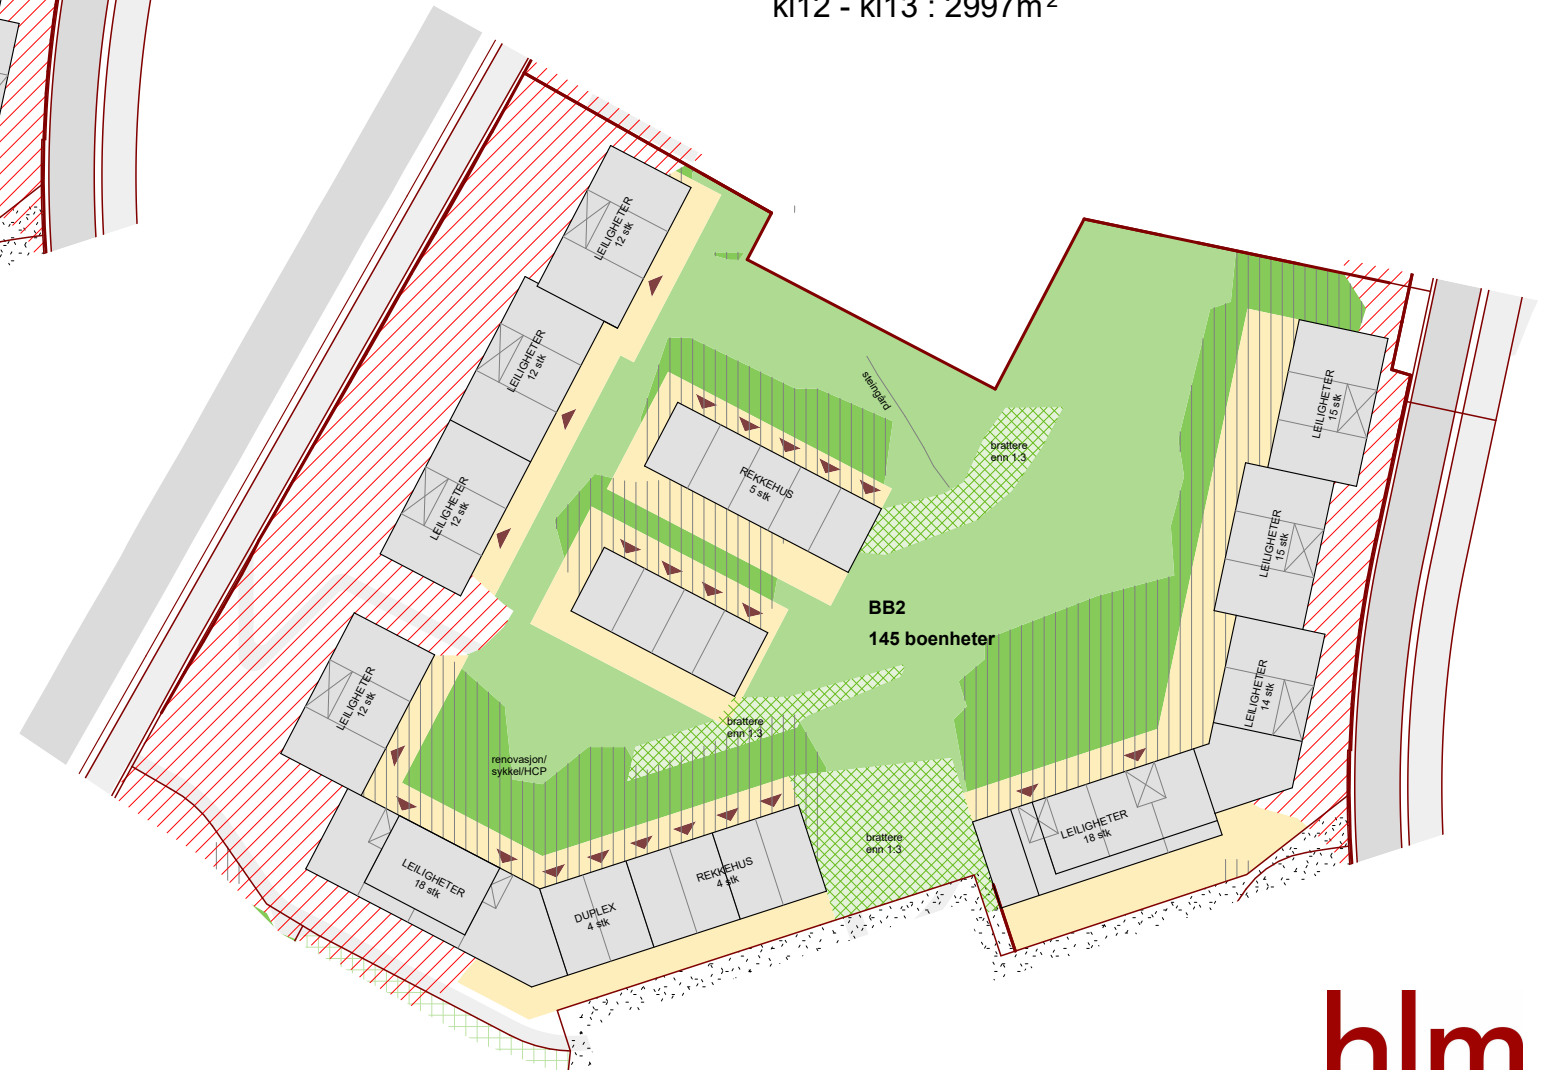 kl12 - kl13 : 2997m²
LEILIGHETER
12 stk
LEILIGHETER
12 stk
LEILIGHETER
12 stk
LEILIGHETER
12 stk
REKKEHUS
5 stk
steingård
brattere
enn 1:3
LEILIGHETER
15 stk
LEILIGHETER
15 stk
LEILIGHETER
14 stk
BB2
145 boenheter
brattere
enn 1:3
renovasjon/
sykkel/HCP
brattere
enn 1:3
LEILIGHETER
18 stk
LEILIGHETER
18 stk
DUPLEX
4 stk
REKKEHUS
4 stk
hlm